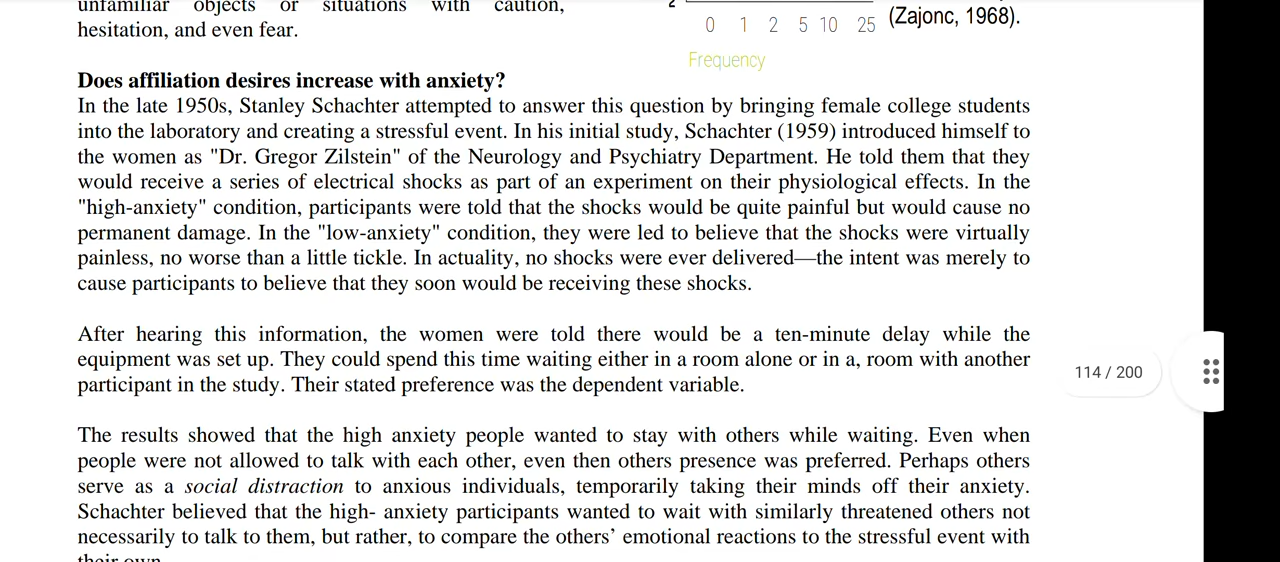 unfamiliar objects or situations with caution,
hesitation, and even fear.
2
0 1 2 5 10 25
(Zajonc, 1968).
Frequency
Does affiliation desires increase with anxiety?
In the late 1950s, Stanley Schachter attempted to answer this question by bringing female college students
into the laboratory and creating a stressful event. In his initial study, Schachter (1959) introduced himself to
the women as "Dr. Gregor Zilstein" of the Neurology and Psychiatry Department. He told them that they
would receive a series of electrical shocks as part of an experiment on their physiological effects. In the
"high-anxiety" condition, participants were told that the shocks would be quite painful but would cause no
permanent damage. In the "low-anxiety" condition, they were led to believe that the shocks were virtually
painless, no worse than a little tickle. In actuality, no shocks were ever delivered—the intent was merely to
cause participants to believe that they soon would be receiving these shocks.
After hearing this information, the women were told there would be a ten-minute delay while the
equipment was set up. They could spend this time waiting either in a room alone or in a, room with another
participant in the study. Their stated preference was the dependent variable.
114 / 200
The results showed that the high anxiety people wanted to stay with others while waiting. Even when
people were not allowed to talk with each other, even then others presence was preferred. Perhaps others
serve as a social distraction to anxious individuals, temporarily taking their minds off their anxiety.
Schachter believed that the high- anxiety participants wanted to wait with similarly threatened others not
necessarily to talk to them, but rather, to compare the others’ emotional reactions to the stressful event with
their own